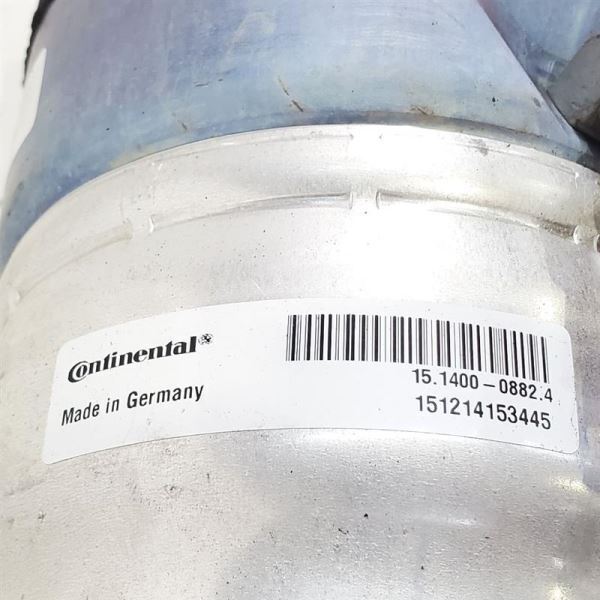 Continental
Made in Germany
15.1400-0882.4
151214153445